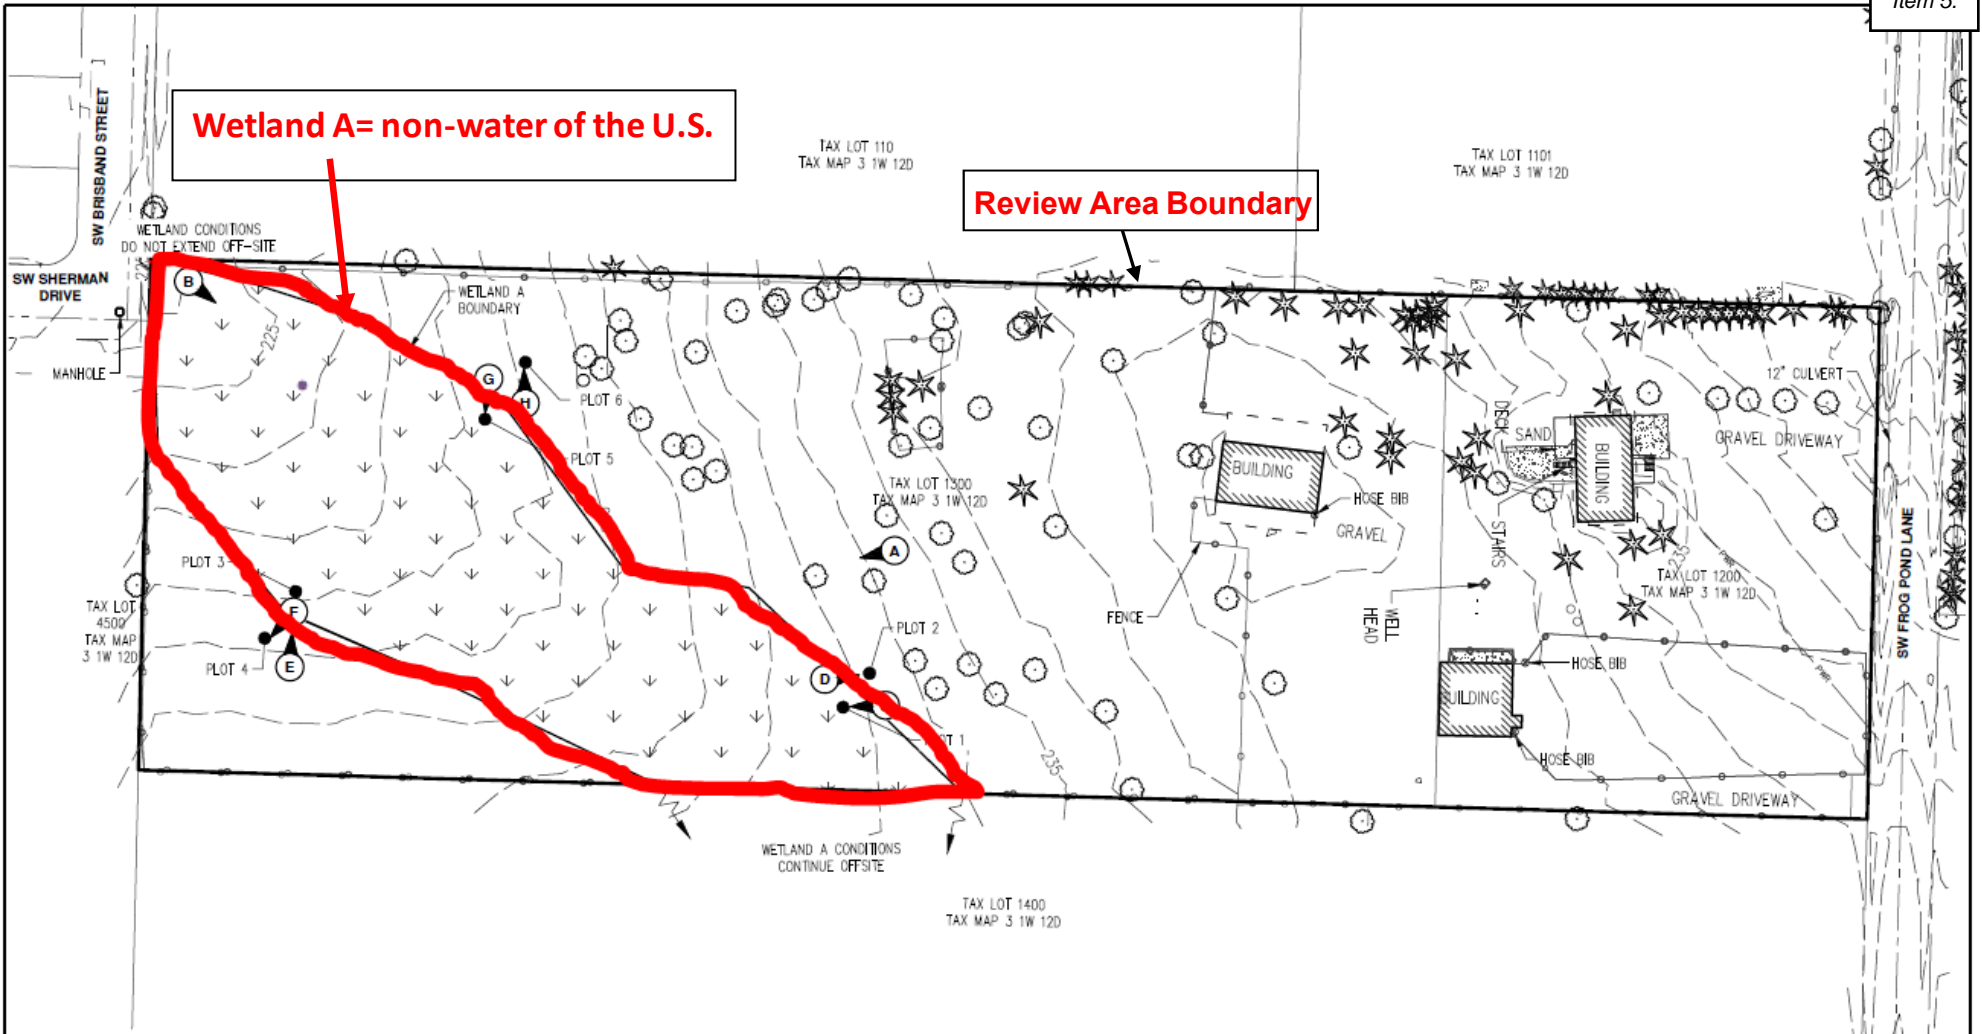 Item 5.
SW BRISBAND STREET
Wetland A= non-water of the U.S.
TAX LOT 110
TAX MAP 3 1W 12D
TAX LOT 1101
TAX MAP 3 1W 12D
Review Area Boundary
WETLAND CONDITIONS
DO NOT EXTEND OFF-SITE
SW SHERMAN
DRIVE
B
WETLAND A
BOUNDARY
225
MANHOLE
G
H
PLOT 6
PLOT 5
12" CULVERT
DECK
SAND
BUILDING
GRAVEL DRIVEWAY
BUILDING
HOSE BIB
GRAVEL
STAIRS
TAX LOT 1300
TAX MAP 3 1W 12D
A
PLOT 3
F
PLOT 4
E
TAX LOT
4500
TAX MAP
3 1W 12D
PLOT 2
D
FENCE
WELL
HEAD
235
PWR
TAX LOT 1200
TAX MAP 3 1W 12D
SW FROG POND LANE
HOSE BIB
PWR
UILDING
HOSE BIB
GRAVEL DRIVEWAY
235
WETLAND A CONDITIONS
CONTINUE OFFSITE
TAX LOT 1400
TAX MAP 3 1W 12D